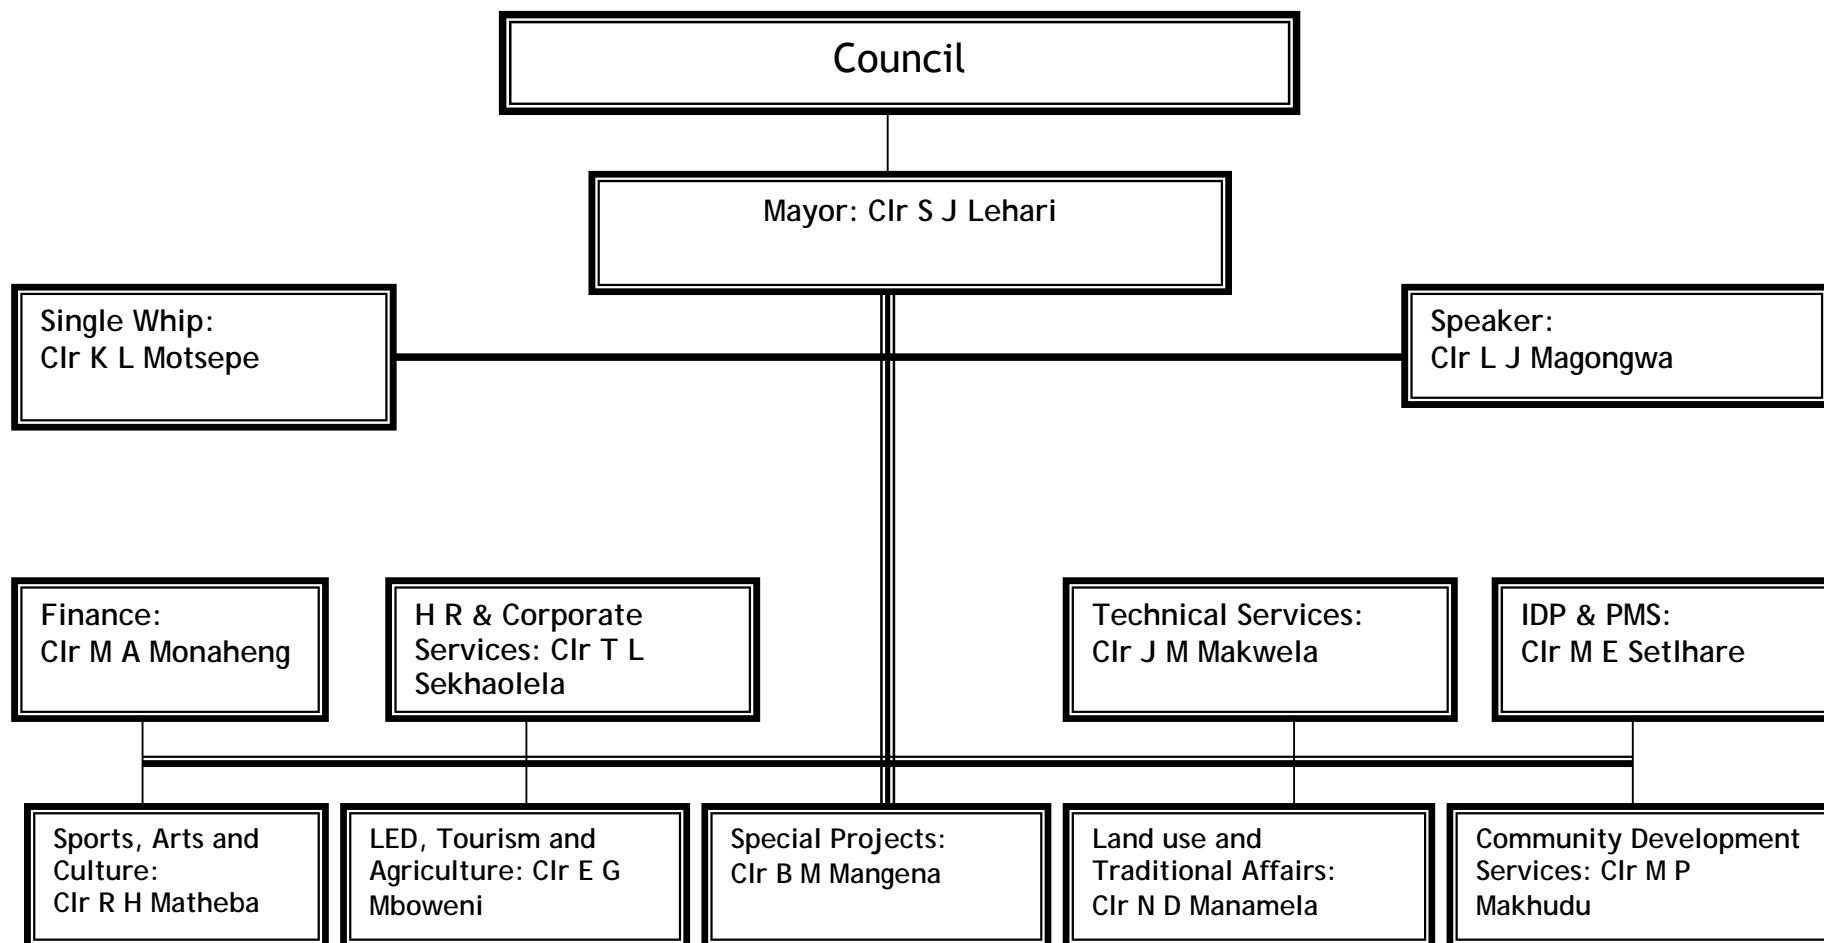 Council
Mayor: Clr S J Lehari
Single Whip:
Clr K L Motsepe
Speaker:
Clr L J Magongwa
Finance:
Clr M A Monaheng
H R & Corporate
Services: Clr T L
Sekhaolela
Technical Services:
Clr J M Makwela
IDP & PMS:
Clr M E Setlhare
Sports, Arts and
Culture:
Clr R H Matheba
LED, Tourism and
Agriculture: Clr E G
Mboweni
Special Projects:
Clr B M Mangena
Land use and
Traditional Affairs:
Clr N D Manamela
Community Development
Services: Clr M P
Makhudu